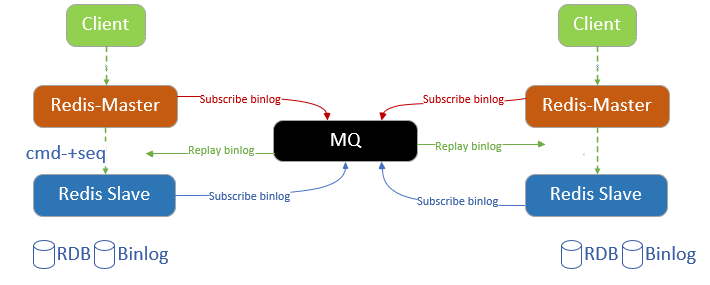 Client
Client
Redis-Master
Subscribe binlog
Subscribe binlog
Redis-Master
MQ
cmd-+seq
Replay binlog
Replay binlog
Redis Slave
Subscribe binlog
Subscribe binlog
Redis Slave
RDB
Binlog
RDB
Binlog